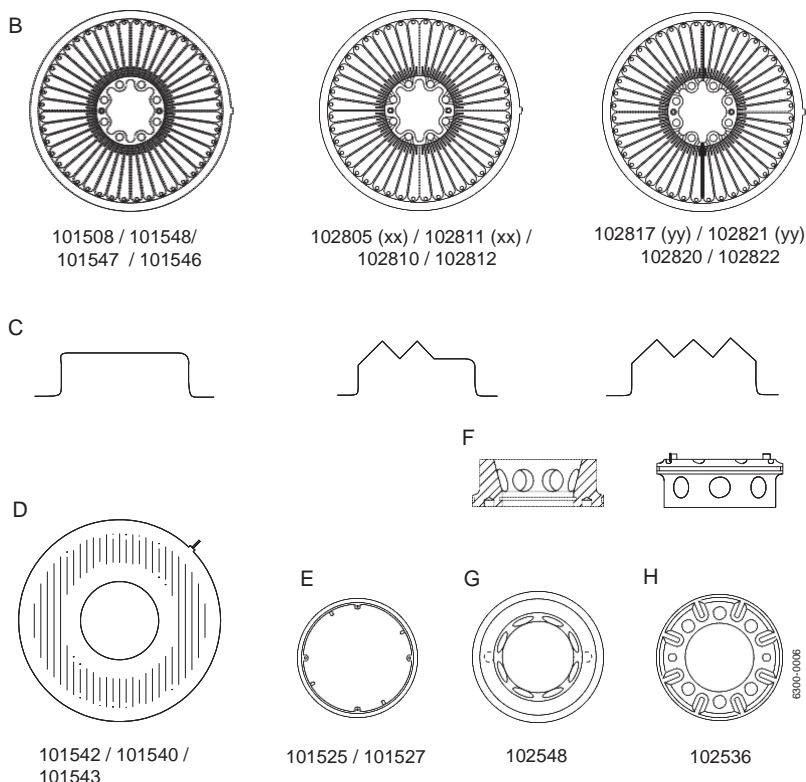 B
101508 / 101548/
101547 / 101546
102805 (xx) / 102811 (xx) /
102810 / 102812
102817 (yy) / 102821 (yy)
102820 / 102822
C
F
D
E
G
H
6300-0006
101542 / 101540 /
101543
101525 / 101527
102548
102536